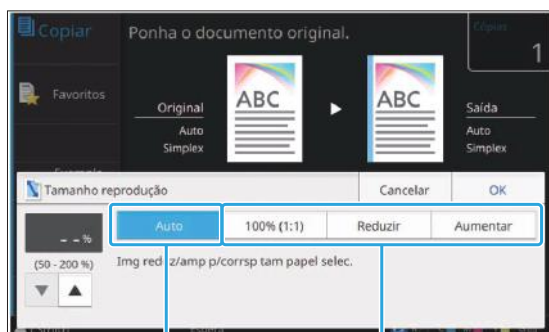 Copiar
Ponha o documento original.
Cópias
1
Favoritos
ABC
ABC
Original
Auto
Simplex
Saída
Auto
Simplex
Tamanho reprodução
Cancelar
OK
- - %
Auto
100% (1:1)
Reduzir
Aumentar
(50 - 200 %)
Img reduz/amp p/corrsp tam papel selec.